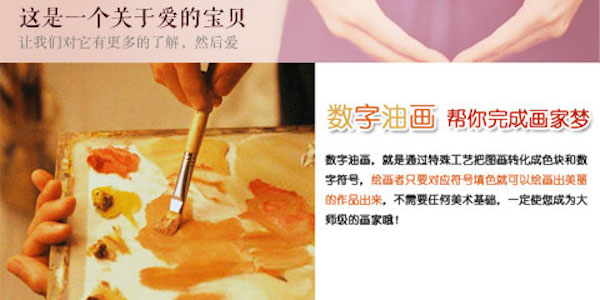 这是一个关于爱的宝贝
让我们对它有更多的了解，然后爱
数字油画 帮你完成画家梦
数字油画，就是通过特殊工艺把图画转化成色块和数
字符号，绘画者只要对应符号填色就可以绘画出美丽
的作品出来，不需要任何美术基础，一定使您成为大
师级的画家哦！